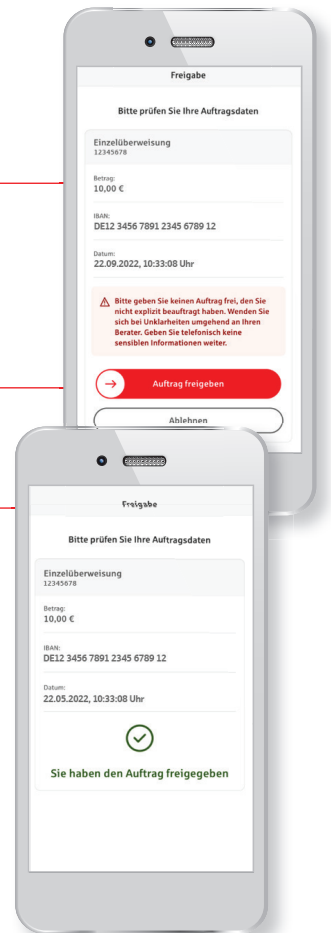 Freigabe
Bitte prüfen Sie Ihre Auftragsdaten
Einzelüberweisung
12345678
Betrag:
10,00 €
IBAN:
DE12 3456 7891 2345 6789 12
Datum:
22.09.2022, 10:33:08 Uhr
Bitte geben Sie keinen Auftrag frei, den Sie
nicht explizit beauftragt haben. Wenden Sie
sich bei Unklarheiten umgehend an Ihren
Berater. Geben Sie telefonisch keine
sensiblen Informationen weiter.
Auftrag freigeben
Ablehnen
Freigabe
Bitte prüfen Sie Ihre Auftragsdaten
Einzelüberweisung
12345678
Betrag:
10,00 €
IBAN:
DE12 3456 7891 2345 6789 12
Datum:
22.05.2022, 10:33:08 Uhr
Sie haben den Auftrag freigegeben